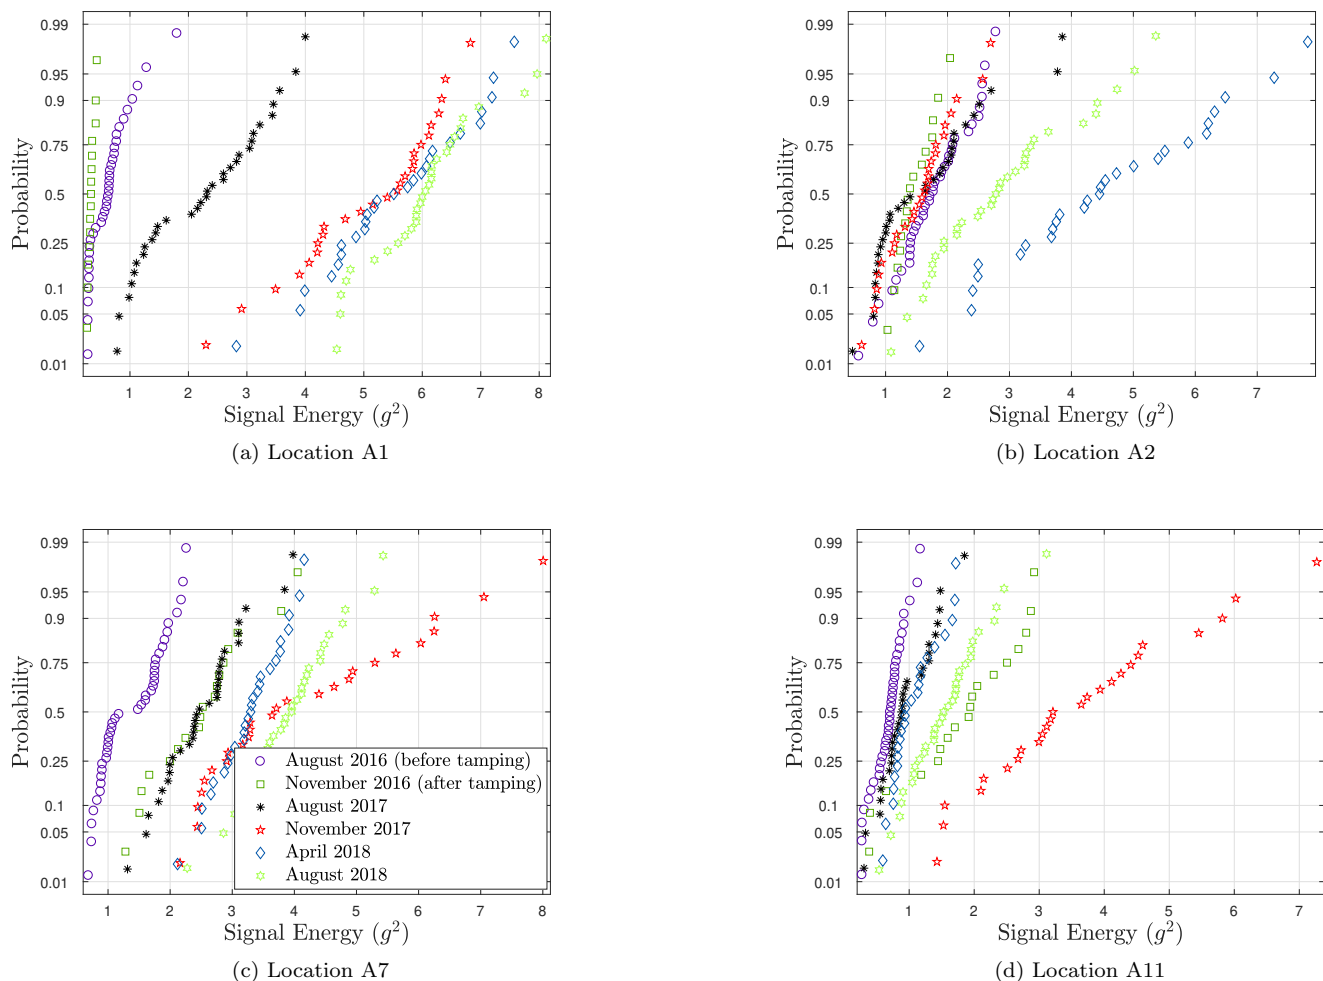 0.99
0.95
0.9
0.75
0.5
0.25
0.1
0.05
0.01
Probability
1 2 3 4 5 6 7 8
Signal Energy (g²)
(a) Location A1
0.99
0.95
0.9
0.75
0.5
0.25
0.1
0.05
0.01
Probability
1 2 3 4 5 6 7
Signal Energy (g²)
(b) Location A2
0.99
0.95
0.9
0.75
0.5
0.25
0.1
0.05
0.01
Probability
August 2016 (before tamping)
November 2016 (after tamping)
August 2017
November 2017
April 2018
August 2018
1 2 3 4 5 6 7 8
Signal Energy (g²)
(c) Location A7
0.99
0.95
0.9
0.75
0.5
0.25
0.1
0.05
0.01
Probability
1 2 3 4 5 6 7
Signal Energy (g²)
(d) Location A11